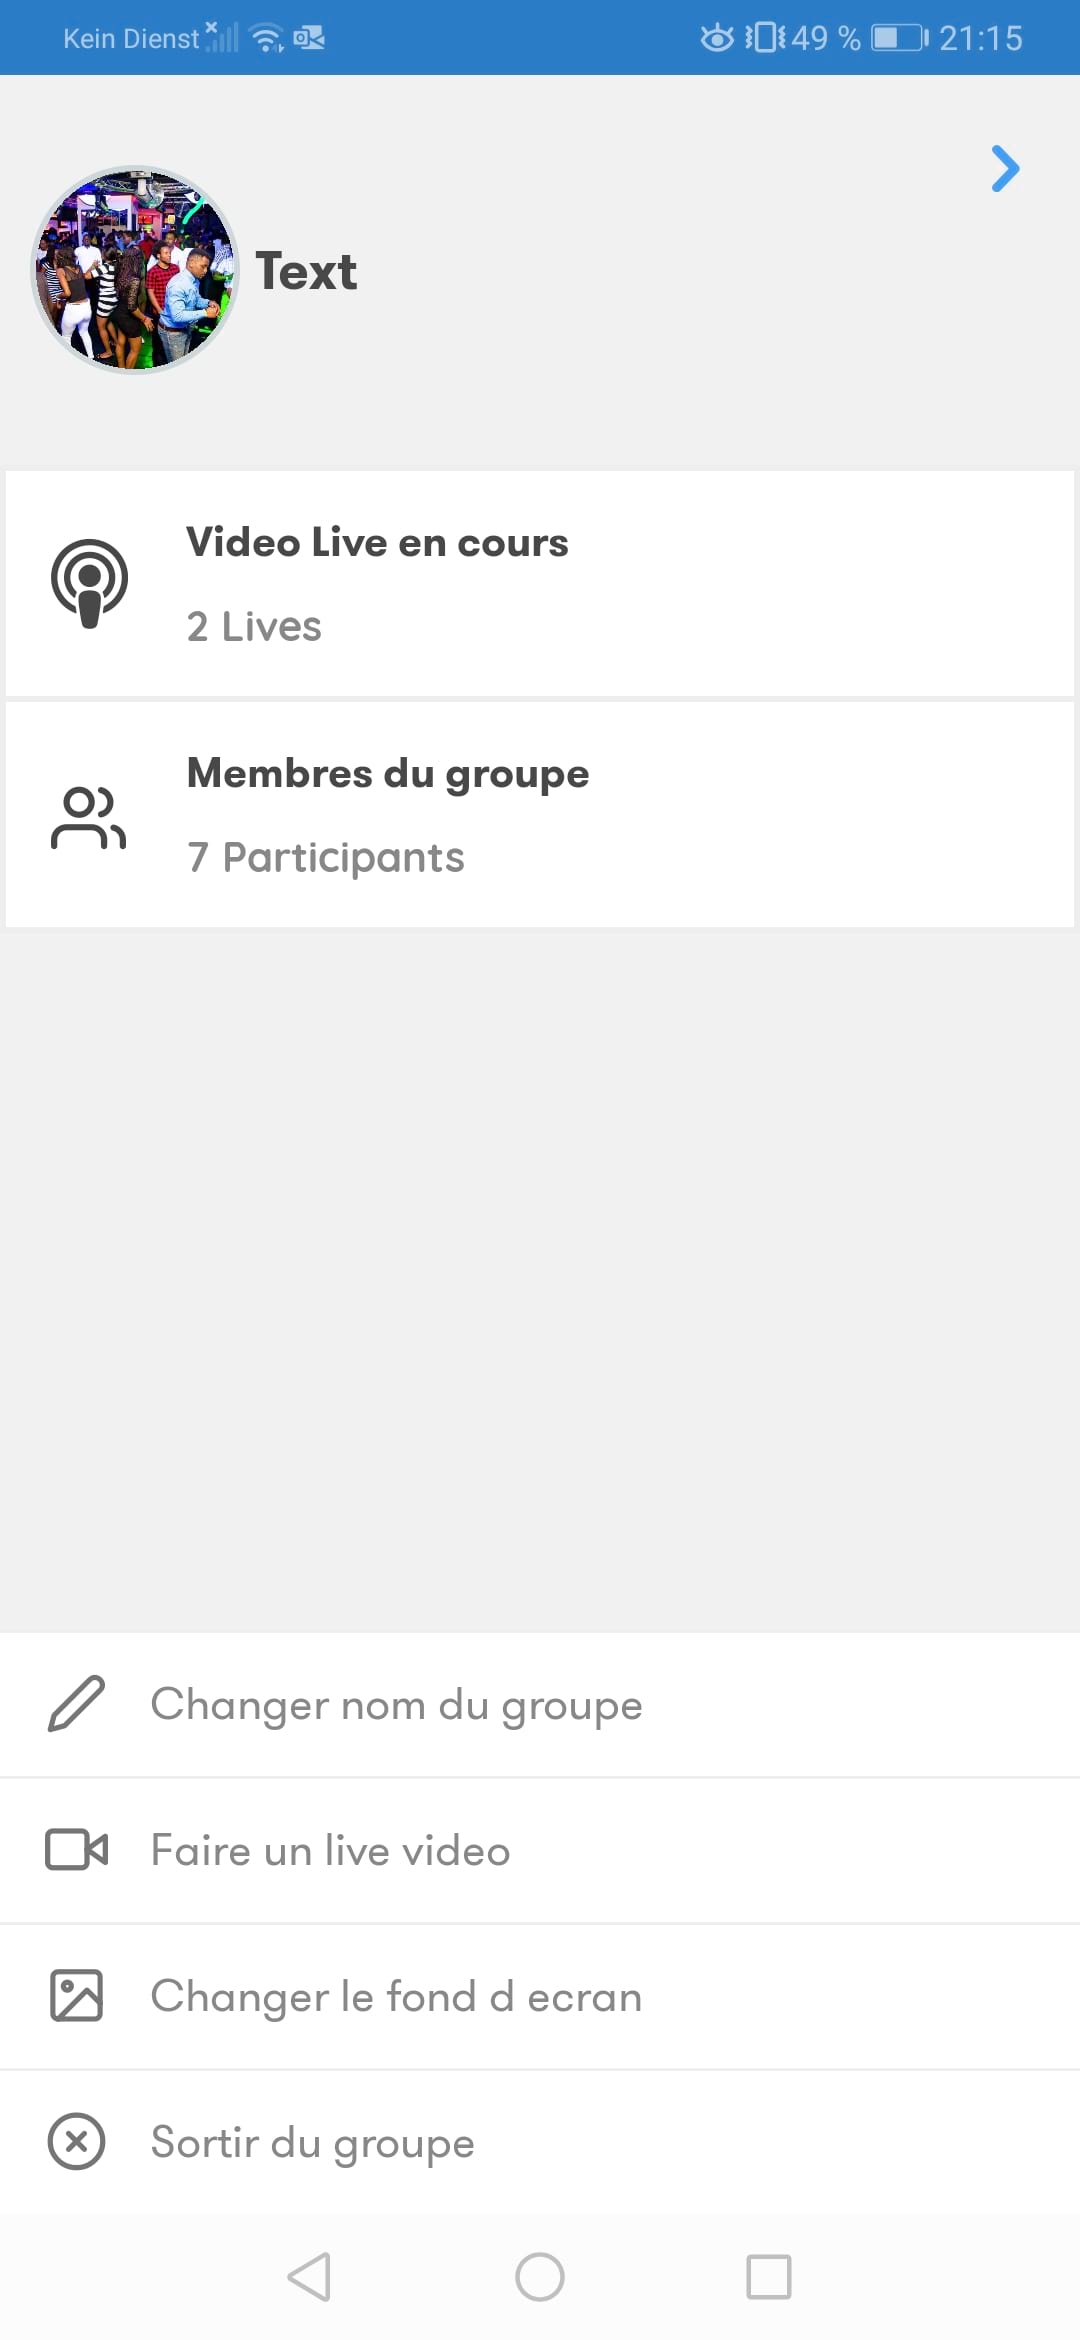 Kein Dienst 49 % 21:15
Text
Video Live en cours
2 Lives
Membres du groupe
7 Participants
Changer nom du groupe
Faire un live video
Changer le fond d ecran
Sortir du groupe